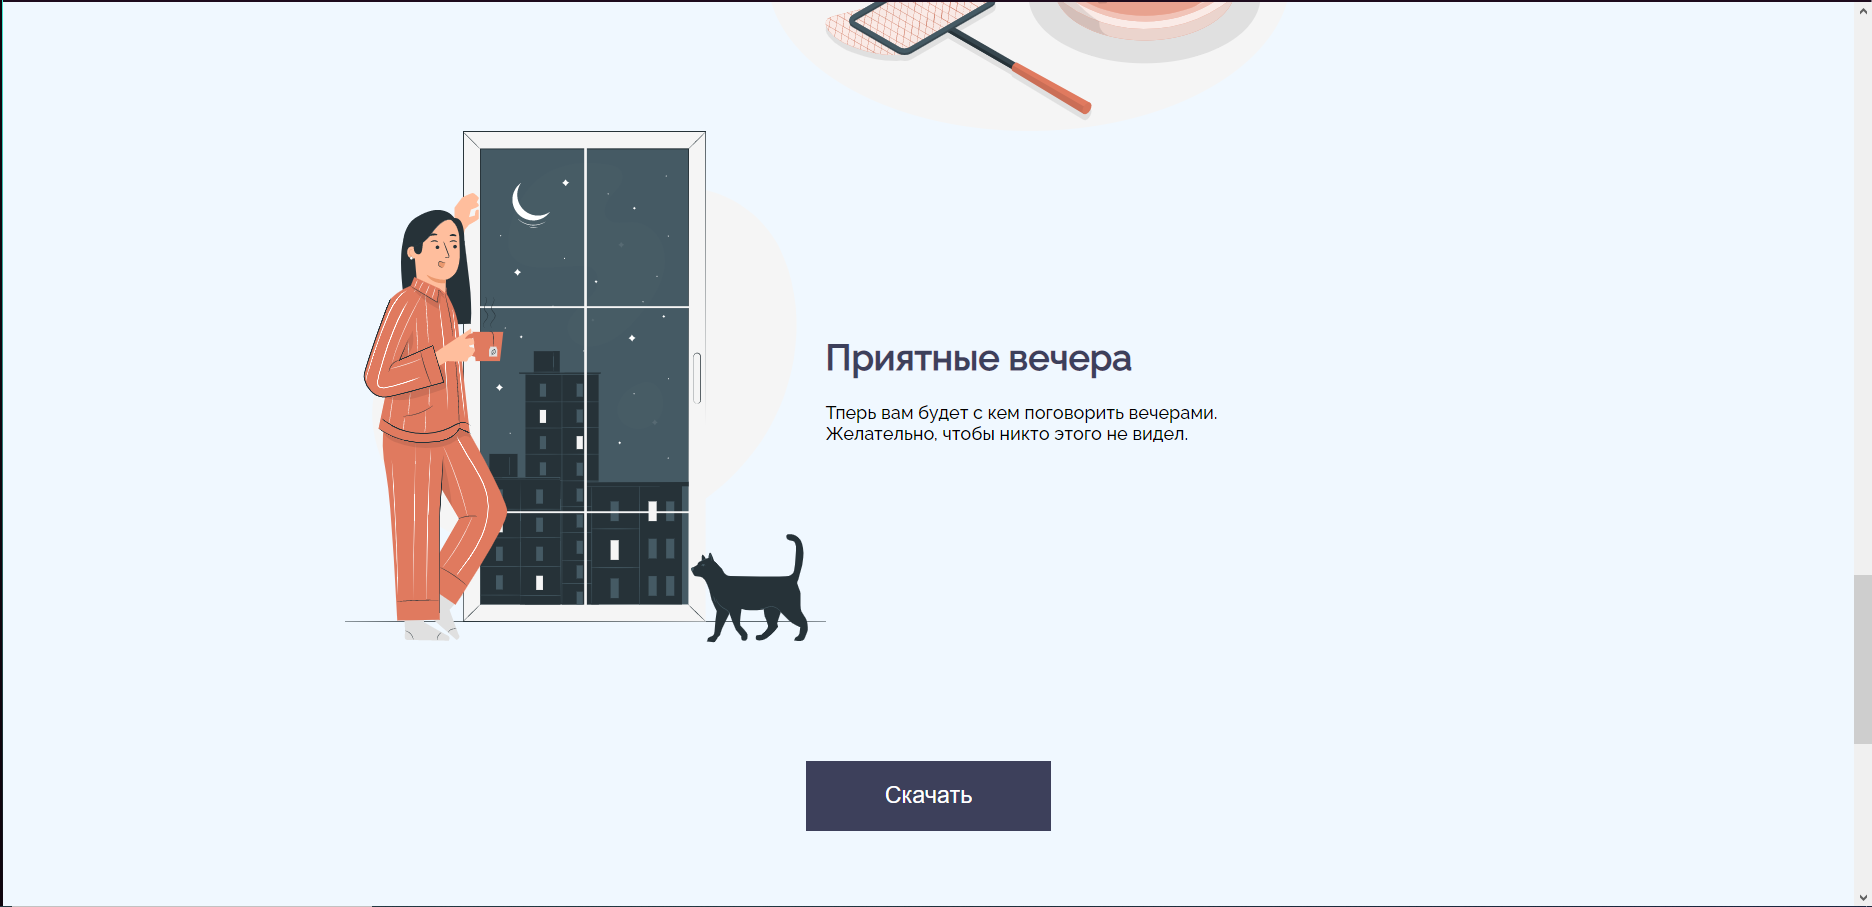 Приятные вечера
Тперь вам будет с кем поговорить вечерами.
Желательно, чтобы никто этого не видел.
Скачать